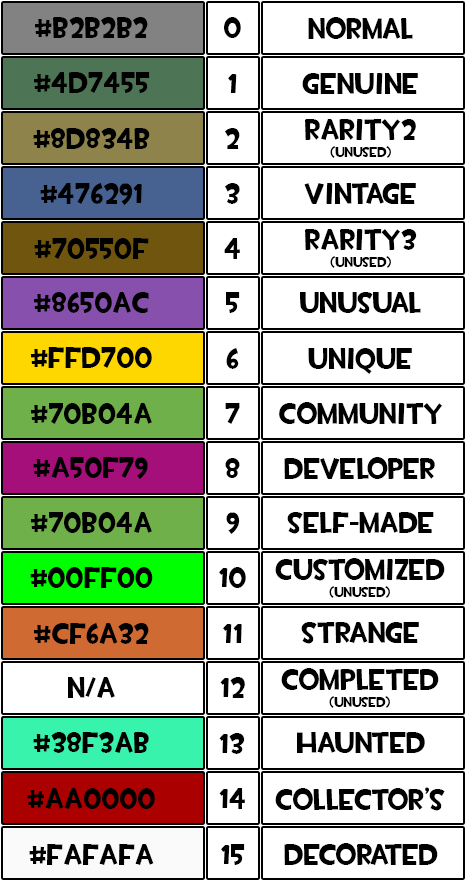 #B2B2B2 0 NORMAL
#4D7455 1 GENUINE
#8D834B 2 RARITY2
(UNUSED)
#476291 3 VINTAGE
#70550F 4 RARITY3
(UNUSED)
#8650AC 5 UNUSUAL
#FFD700 6 UNIQUE
#70B04A 7 COMMUNITY
#A50F79 8 DEVELOPER
#70B04A 9 SELF-MADE
#00FF00 10 CUSTOMIZED
(UNUSED)
#CF6A32 11 STRANGE
N/A 12 COMPLETED
(UNUSED)
#38F3AB 13 HAUNTED
#AA0000 14 COLLECTOR'S
#FAFAFA 15 DECORATED